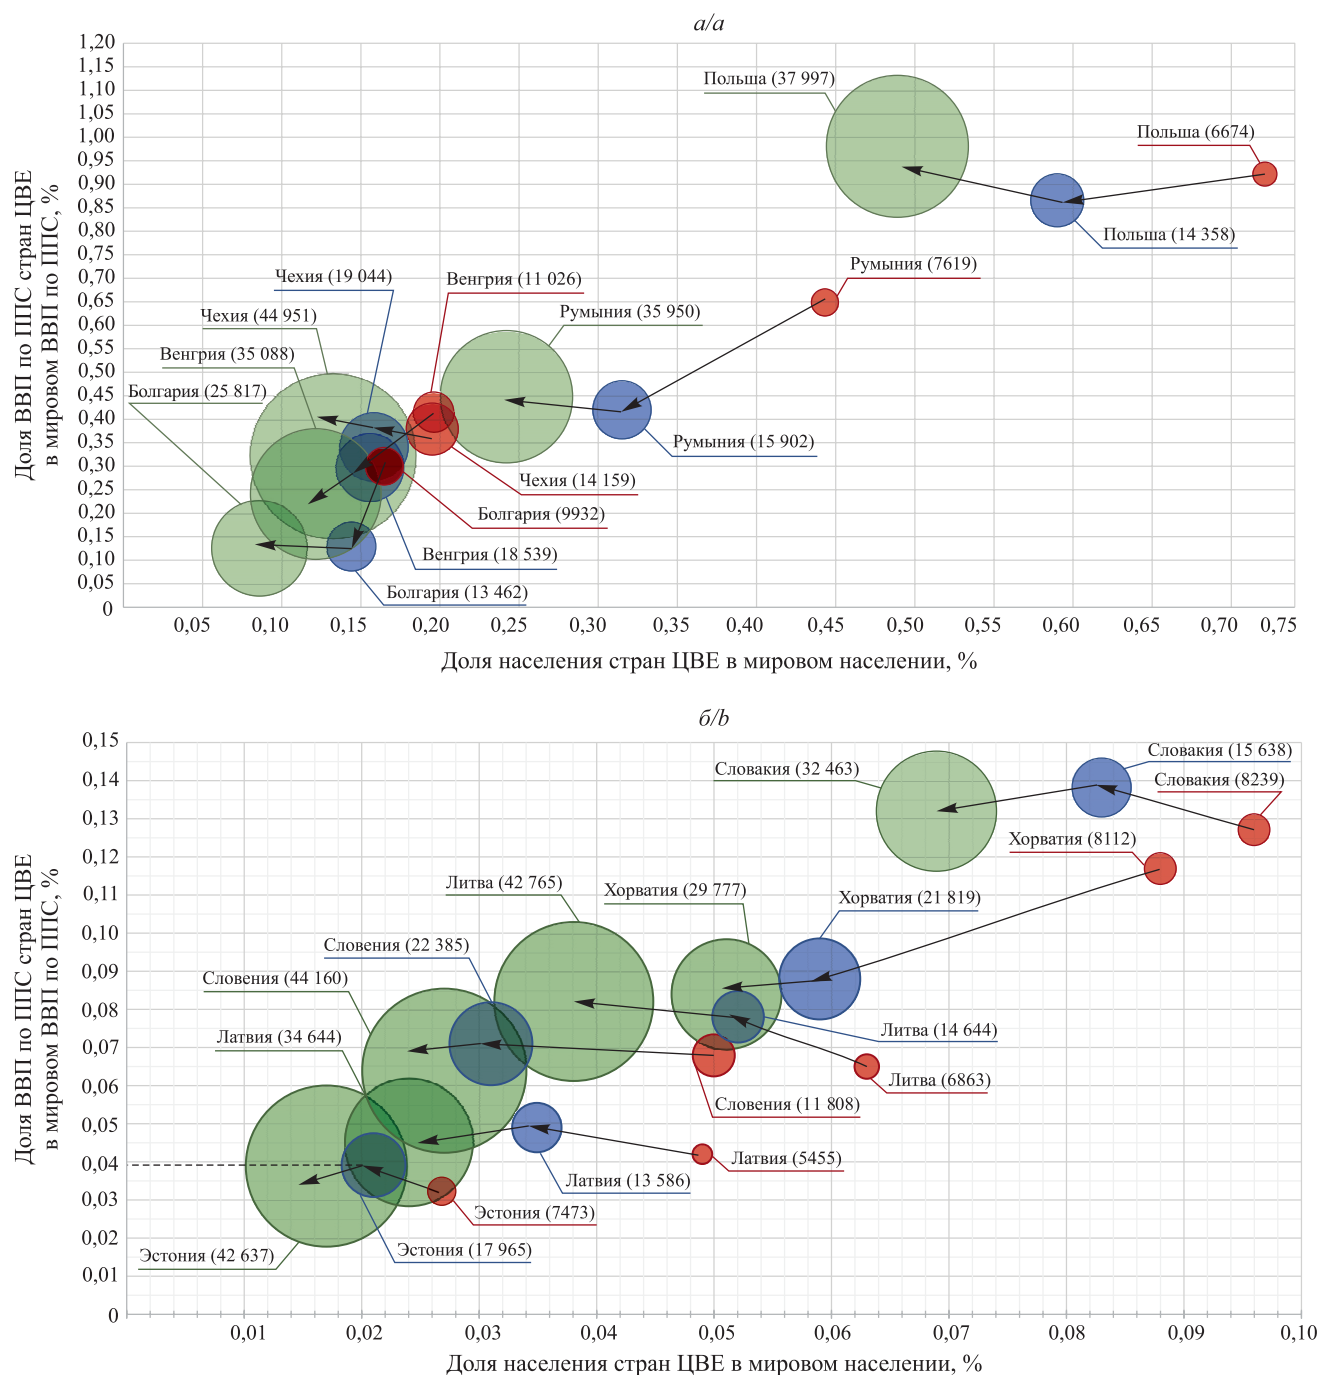 а/a
Доля ВВП по ППС стран ЦВЕ
в мировом ВВП по ППС, %
1,20
1,15
1,10
1,05
1,00
0,95
0,90
0,85
0,80
0,75
0,70
0,65
0,60
0,55
0,50
0,45
0,40
0,35
0,30
0,25
0,20
0,15
0,10
0,05
0
Польша (37 997)
Польша (6674)
Польша (14 358)
Румыния (7619)
Чехия (19 044)
Венгрия (11 026)
Чехия (44 951)
Румыния (35 950)
Венгрия (35 088)
Болгария (25 817)
Румыния (15 902)
Чехия (14 159)
Болгария (9932)
Венгрия (18 539)
Болгария (13 462)
0,05 0,10 0,15 0,20 0,25 0,30 0,35 0,40 0,45 0,50 0,55 0,60 0,65 0,70 0,75
Доля населения стран ЦВЕ в мировом населении, %
б/b
Доля ВВП по ППС стран ЦВЕ
в мировом ВВП по ППС, %
0,15
0,14
0,13
0,12
0,11
0,10
0,09
0,08
0,07
0,06
0,05
0,04
0,03
0,02
0,01
0
Словакия (15 638)
Словакия (32 463)
Словакия (8239)
Хорватия (8112)
Литва (42 765)
Хорватия (29 777)
Хорватия (21 819)
Словения (22 385)
Словения (44 160)
Литва (14 644)
Латвия (34 644)
Литва (6863)
Словения (11 808)
Латвия (5455)
Латвия (13 586)
Эстония (7473)
Эстония (17 965)
Эстония (42 637)
0,01 0,02 0,03 0,04 0,05 0,06 0,07 0,08 0,09 0,10
Доля населения стран ЦВЕ в мировом населении, %